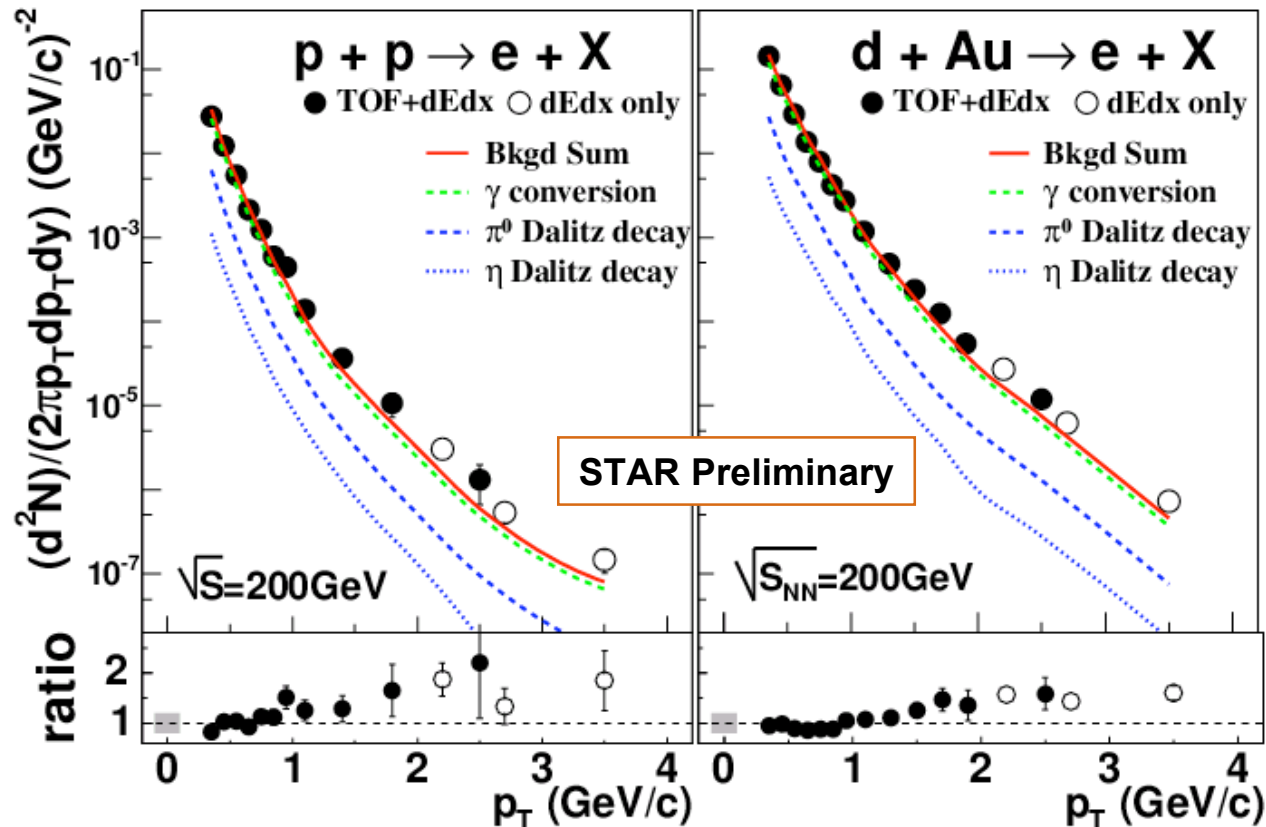 (d²N)/(2πp_T dp_T dy) (GeV/c)⁻²
10⁻¹
10⁻³
10⁻⁵
10⁻⁷
p + p → e + X
● TOF+dEdx ○ dEdx only
Bkgd Sum
γ conversion
π⁰ Dalitz decay
η Dalitz decay
√S=200GeV
d + Au → e + X
● TOF+dEdx ○ dEdx only
Bkgd Sum
γ conversion
π⁰ Dalitz decay
η Dalitz decay
√S_NN=200GeV
STAR Preliminary
ratio
2
1
0 1 2 3 4
p_T (GeV/c)
0 1 2 3 4
p_T (GeV/c)